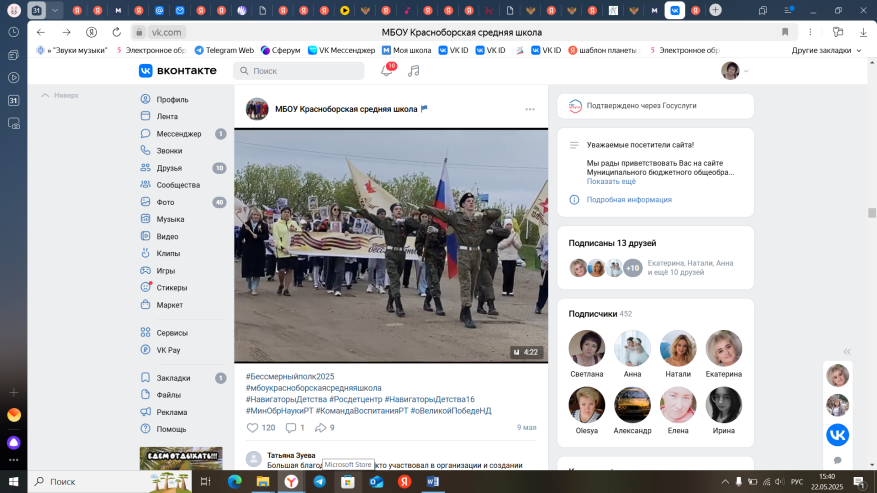 31
vk.com
МБОУ Красноборская средняя школа
» "Звуки музыки"
Электронное обр
Telegram Web
Сферум
VK Мессенджер
Моя школа
VK ID
VK ID
VK ID
шаблон планеты
Электронное обр
Другие закладки
ВКОНТАКТЕ
Поиск
10
Наверх
Профиль
Лента
Мессенджер 1
Звонки
Друзья 10
Сообщества
Фото 40
Музыка
Видео
Клипы
Игры
Стикеры
Маркет
Сервисы
VK Pay
Закладки 1
Файлы
Реклама
Помощь
ЕДЕМ ОТДЫХАТЬ!!!
МБОУ Красноборская средняя школа
4:22
#Бессмертныйполк2025
#мбоукрасноборскаясредняяшкола
#НавигаторыДетства #Росдетцентр #НавигаторыДетства16
#МинОбрНаукиРТ #КомандаВоспитанияРТ #оВеликойПобедеНД
120 1 9 9 мая
Татьяна Зуева
Большая благод
кто участвовал в организации и создании
Microsoft Store
Подтверждено через Госуслуги
Уважаемые посетители сайта!
Мы рады приветствовать Вас на сайте
Муниципального бюджетного общеобра...
Показать ещё
Подробная информация
Подписаны 13 друзей
+10
Екатерина, Натали, Анна
и ещё 10 друзей
Подписчики 452
Светлана Анна Натали Екатерина
Olesya Александр Елена Ирина
Поиск
РУС
15:40
22.05.2025
1